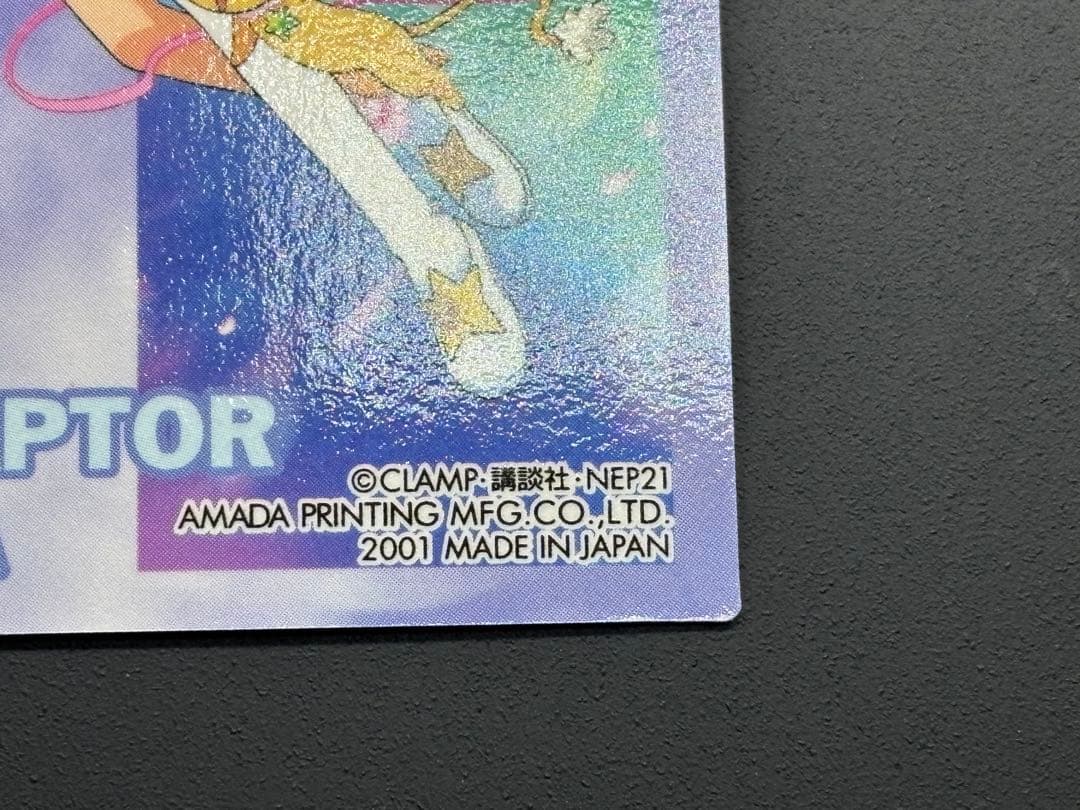 PTOR
©CLAMP·講談社·NEP21
AMADA PRINTING MFG.CO.,LTD.
2001 MADE IN JAPAN